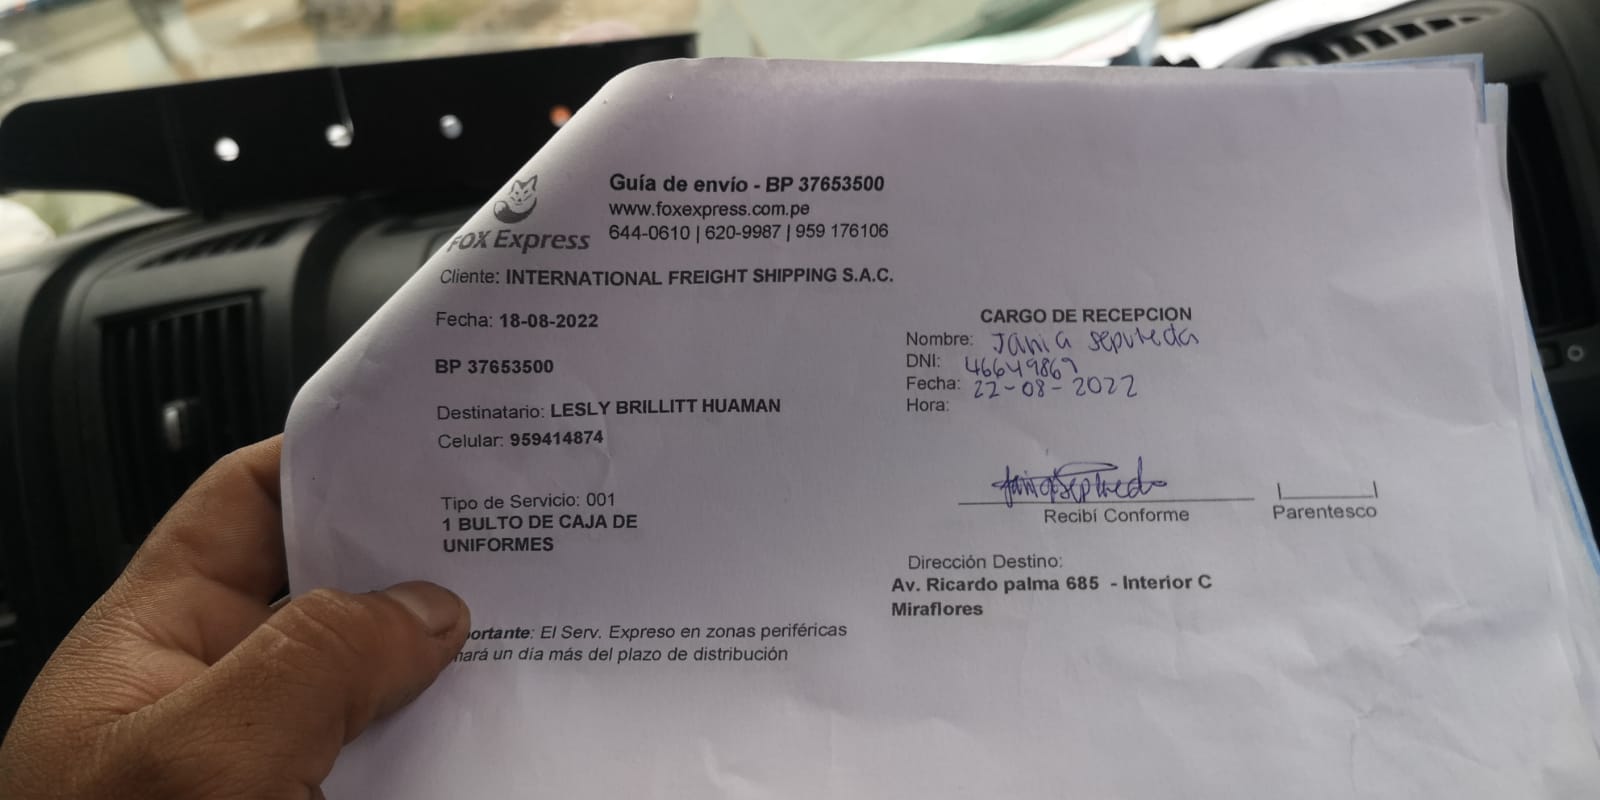 FOX Express
Guía de envío - BP 37653500
www.foxexpress.com.pe
644-0610 | 620-9987 | 959 176106
Cliente: INTERNATIONAL FREIGHT SHIPPING S.A.C.
Fecha: 18-08-2022
BP 37653500
Destinatario: LESLY BRILLITT HUAMAN
Celular: 959414874
Tipo de Servicio: 001
1 BULTO DE CAJA DE
UNIFORMES
portante: El Serv. Expreso en zonas periféricas
mará un día más del plazo de distribución
CARGO DE RECEPCION
Nombre: Jania Sepulveda
DNI: 46649869
Fecha: 22-08-2022
Hora:
Recibí Conforme
Parentesco
Dirección Destino:
Av. Ricardo palma 685 - Interior C
Miraflores